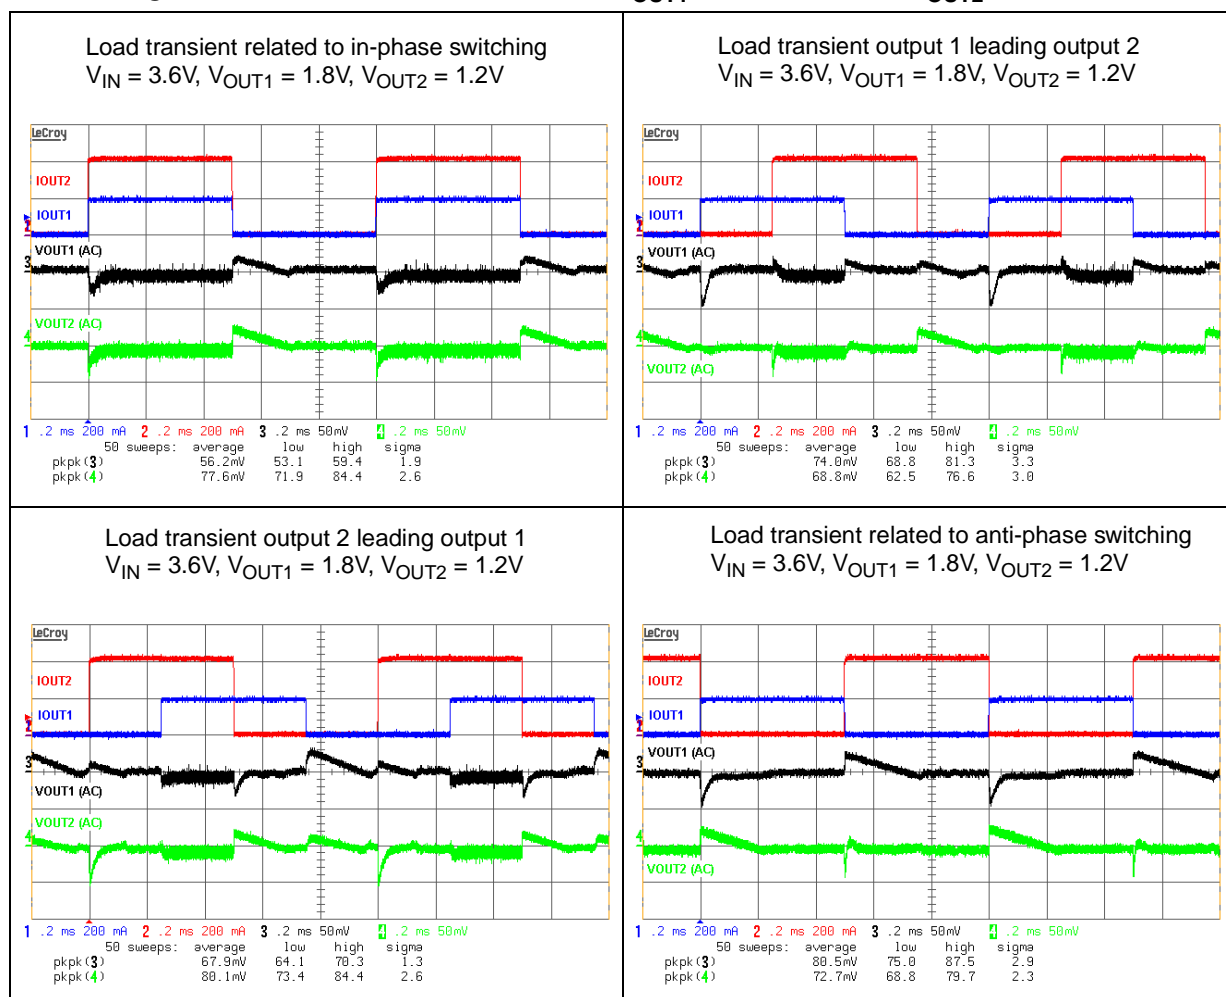 Load transient related to in-phase switching
VIN = 3.6V, VOUT1 = 1.8V, VOUT2 = 1.2V
LeCroy
IOUT2
IOUT1
VOUT1 (AC)
3
VOUT2 (AC)
4
1 .2 ms 200 mA 2 .2 ms 200 mA 3 .2 ms 50mV 4 .2 ms 50mV
50 sweeps: average low high sigma
pkpk(3) 56.2mV 53.1 59.4 1.9
pkpk(4) 77.6mV 71.9 84.4 2.6
Load transient output 1 leading output 2
VIN = 3.6V, VOUT1 = 1.8V, VOUT2 = 1.2V
LeCroy
IOUT2
IOUT1
VOUT1 (AC)
3
4
VOUT2 (AC)
1 .2 ms 200 mA 2 .2 ms 200 mA 3 .2 ms 50mV 4 .2 ms 50mV
50 sweeps: average low high sigma
pkpk(3) 74.0mV 68.8 81.3 3.3
pkpk(4) 68.8mV 62.5 76.6 3.0
Load transient output 2 leading output 1
VIN = 3.6V, VOUT1 = 1.8V, VOUT2 = 1.2V
LeCroy
IOUT2
IOUT1
3
VOUT1 (AC)
VOUT2 (AC)
4
1 .2 ms 200 mA 2 .2 ms 200 mA 3 .2 ms 50mV 4 .2 ms 50mV
50 sweeps: average low high sigma
pkpk(3) 67.9mV 64.1 70.3 1.3
pkpk(4) 80.1mV 73.4 84.4 2.6
Load transient related to anti-phase switching
VIN = 3.6V, VOUT1 = 1.8V, VOUT2 = 1.2V
LeCroy
IOUT2
IOUT1
VOUT1 (AC)
3
4
VOUT2 (AC)
1 .2 ms 200 mA 2 .2 ms 200 mA 3 .2 ms 50mV 4 .2 ms 50mV
50 sweeps: average low high sigma
pkpk(3) 80.5mV 75.0 87.5 2.9
pkpk(4) 72.7mV 68.8 79.7 2.3